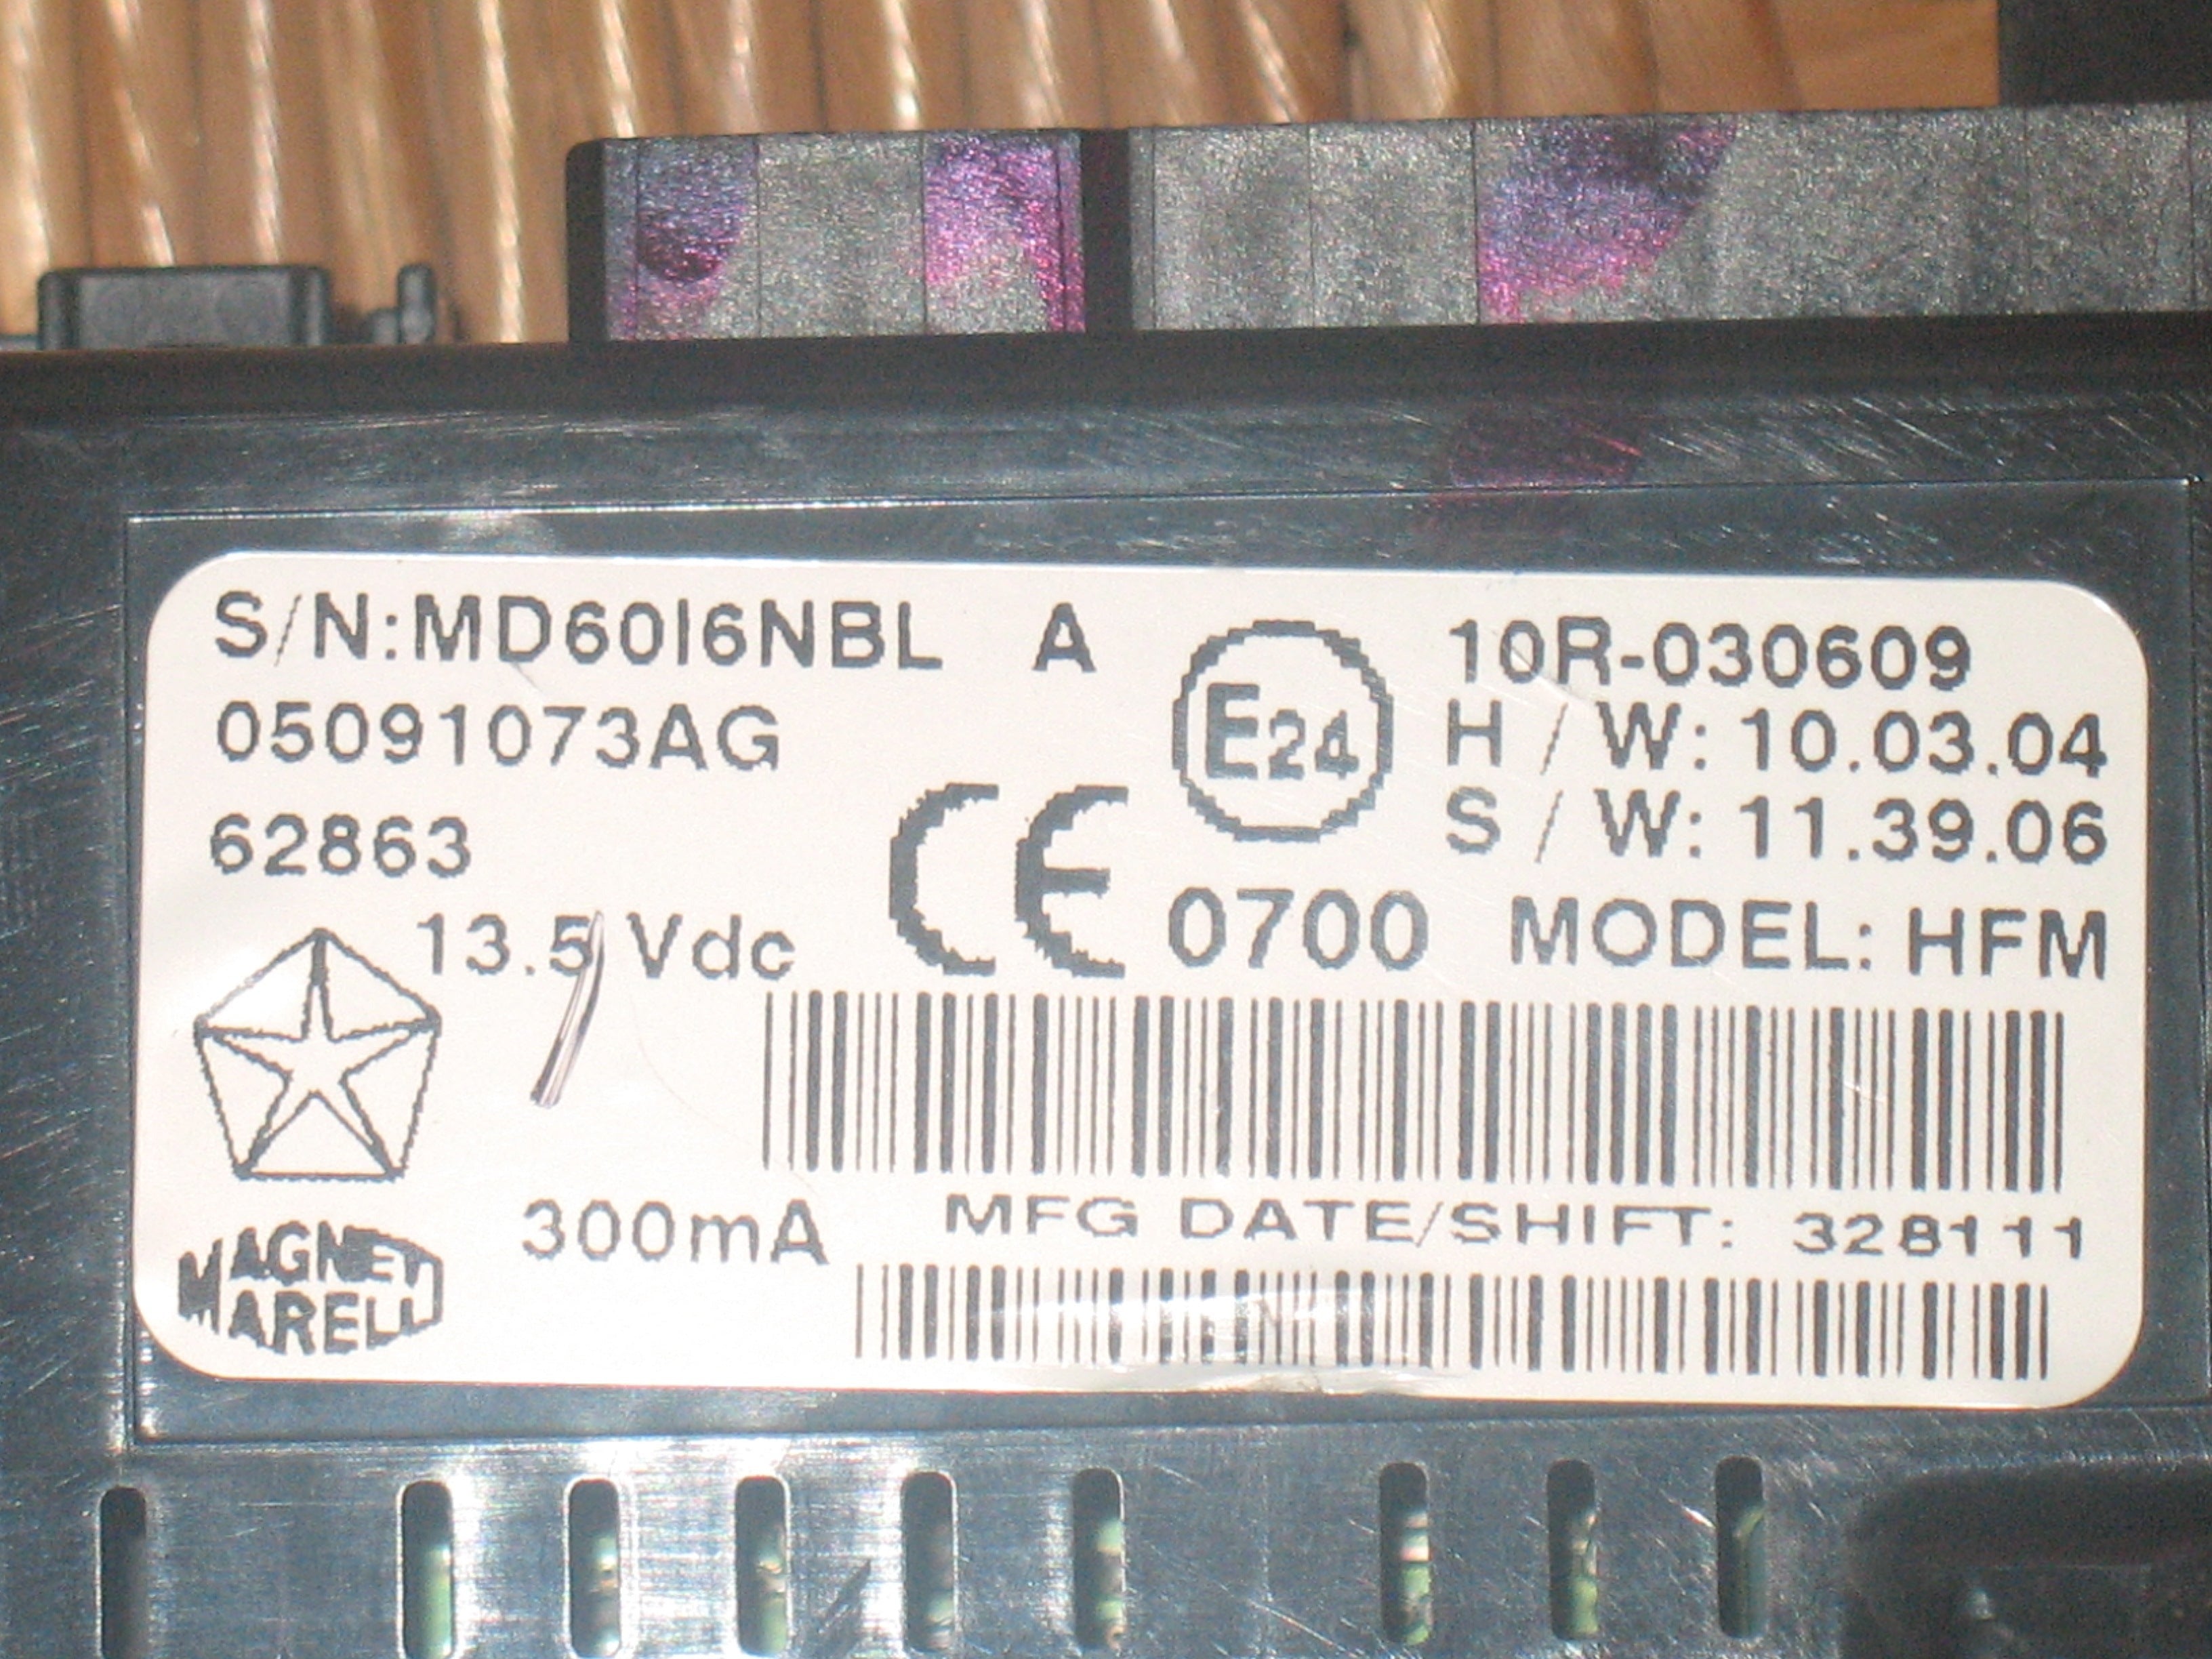 S/N:MD60I6NBL A
05091073AG
62863
13.5 Vdc
E24
10R-030609
H / W: 10.03.04
S / W: 11.39.06
CE 0700 MODEL: HFM
300mA
MFG DATE/SHIFT: 328111
MAGNETI
MARELLI